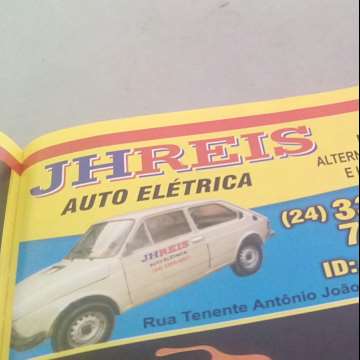 JHREIS
AUTO ELÉTRICA
ALTERN
E
(24) 3
7
ID:
JHREIS
AUTO ELÉTRICA
Rua Tenente Antônio João